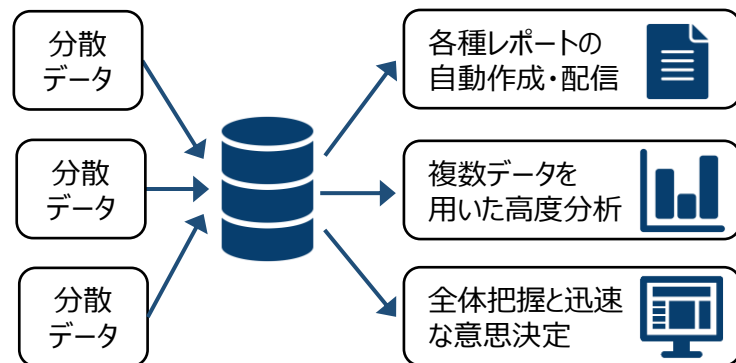 分散
データ
分散
データ
分散
データ
各種レポートの
自動作成・配信
複数データを
用いた高度分析
全体把握と迅速
な意思決定